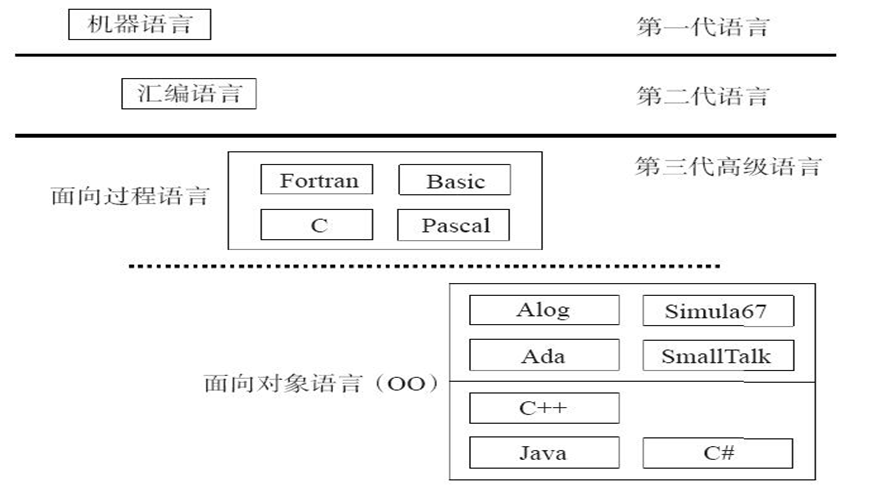 机器语言 第一代语言
汇编语言 第二代语言
第三代高级语言
面向过程语言
Fortran Basic
C Pascal
面向对象语言（OO）
Alog Simula67
Ada SmallTalk
C++
Java C#